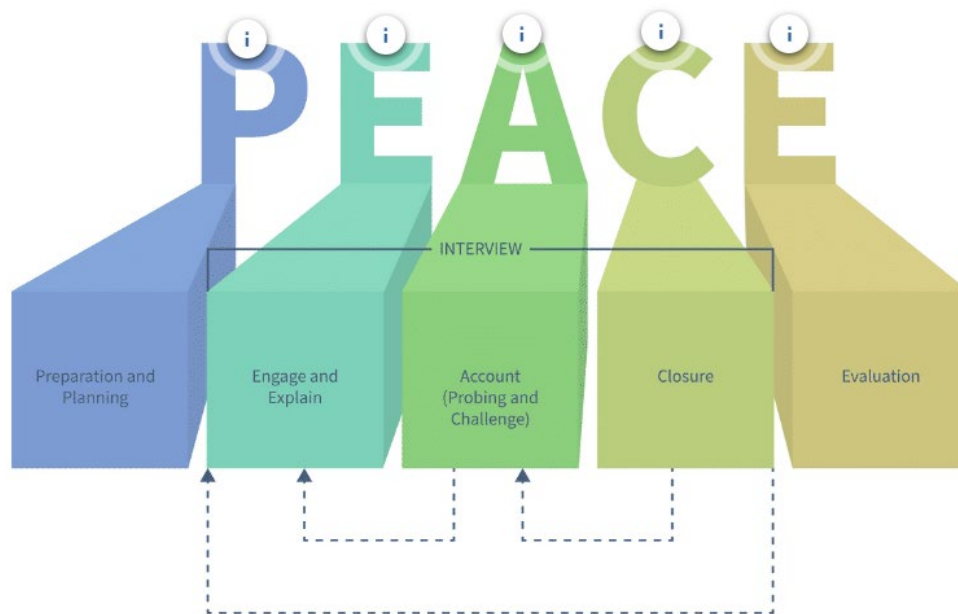 i i i i i
PEACE
INTERVIEW
Preparation and
Planning
Engage and
Explain
Account
(Probing and
Challenge)
Closure
Evaluation